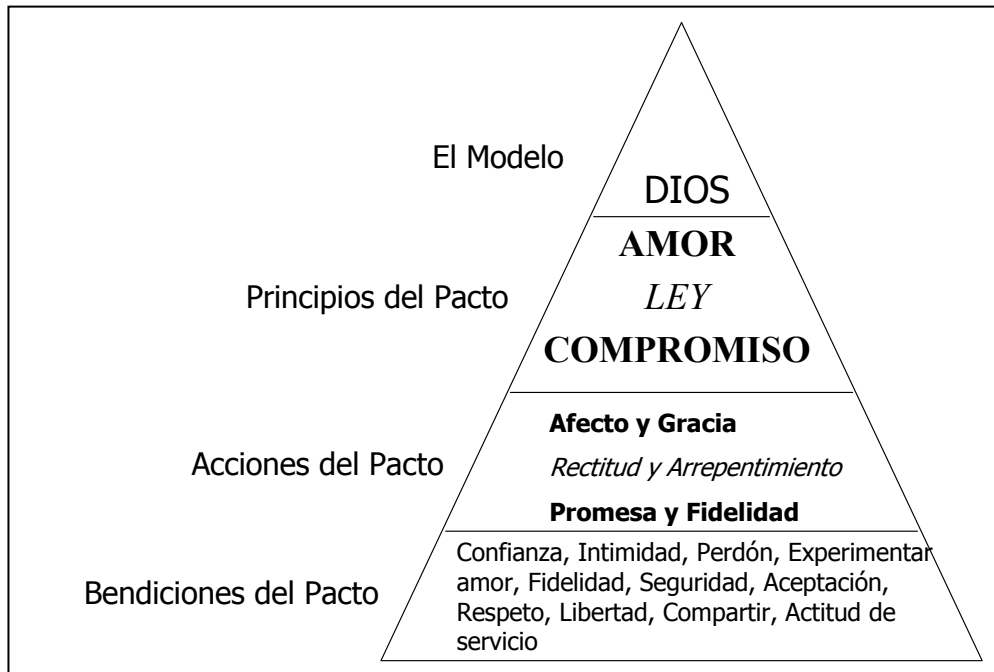 El Modelo
DIOS
AMOR
Principios del Pacto
LEY
COMPROMISO
Afecto y Gracia
Acciones del Pacto
Rectitud y Arrepentimiento
Promesa y Fidelidad
Bendiciones del Pacto
Confianza, Intimidad, Perdón, Experimentar
amor, Fidelidad, Seguridad, Aceptación,
Respeto, Libertad, Compartir, Actitud de
servicio